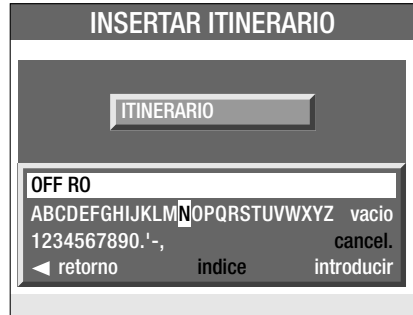 INSERTAR ITINERARIO
ITINERARIO
OFF RO
ABCDEFGHIJKLMNOPQRSTUVWXYZ vacio
1234567890.'-, cancel.
◄ retorno indice introducir